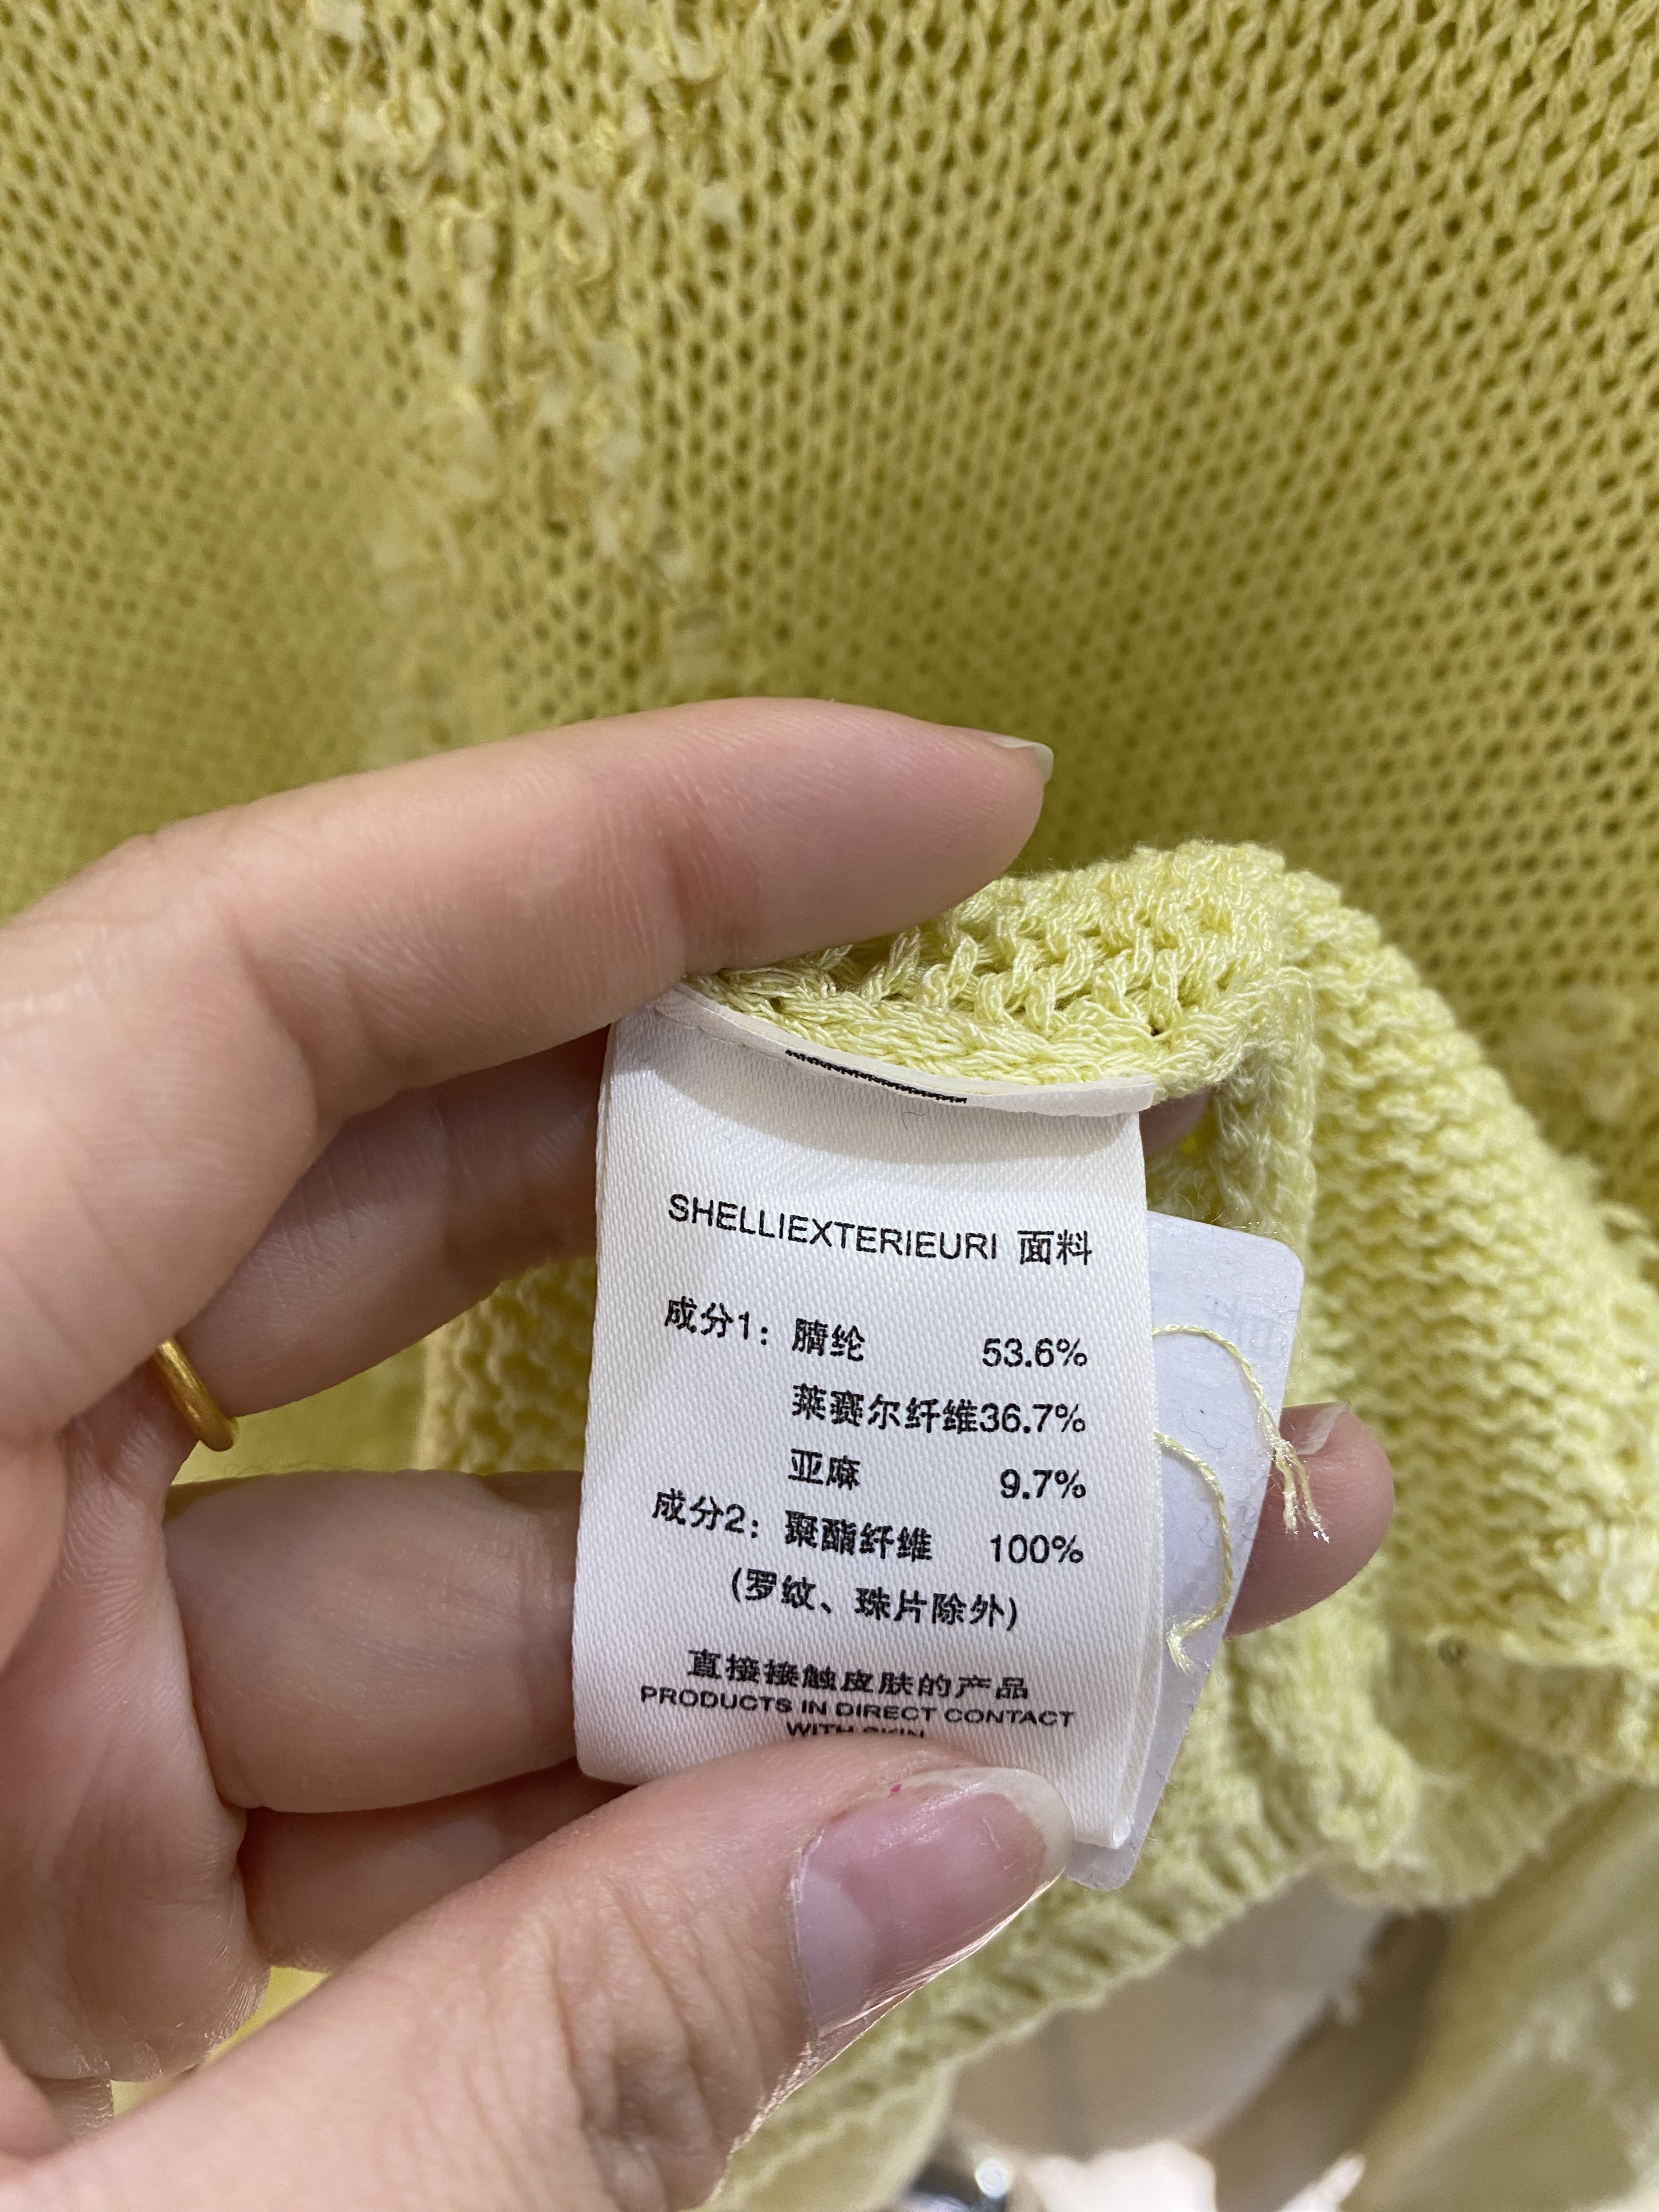 SHELLIEXTERIEURI 面料
成分1: 腈纶 53.6%
莱赛尔纤维36.7%
亚麻 9.7%
成分2: 聚酯纤维 100%
(罗纹、珠片除外)
直接接触皮肤的产品
PRODUCTS IN DIRECT CONTACT
WITH SKIN